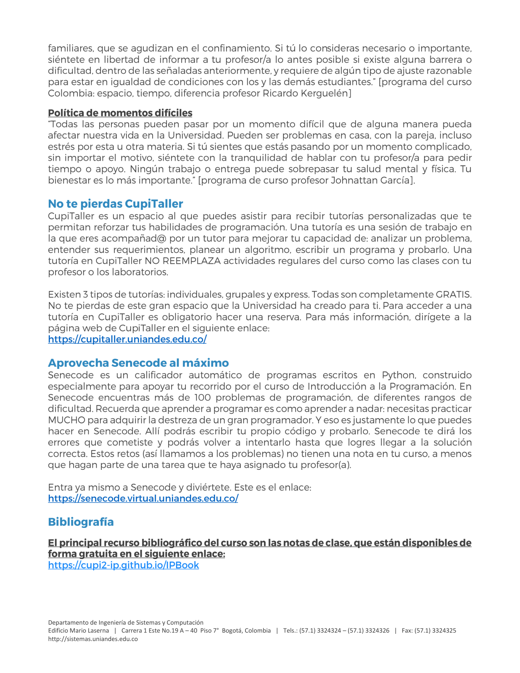 familiares, que se agudizan en el confinamiento. Si tú lo consideras necesario o importante,
siéntete en libertad de informar a tu profesor/a lo antes posible si existe alguna barrera o
dificultad, dentro de las señaladas anteriormente, y requiere de algún tipo de ajuste razonable
para estar en igualdad de condiciones con los y las demás estudiantes.” [programa del curso
Colombia: espacio, tiempo, diferencia profesor Ricardo Kerguelén]
Política de momentos difíciles
“Todas las personas pueden pasar por un momento difícil que de alguna manera pueda
afectar nuestra vida en la Universidad. Pueden ser problemas en casa, con la pareja, incluso
estrés por esta u otra materia. Si tú sientes que estás pasando por un momento complicado,
sin importar el motivo, siéntete con la tranquilidad de hablar con tu profesor/a para pedir
tiempo o apoyo. Ningún trabajo o entrega puede sobrepasar tu salud mental y física. Tu
bienestar es lo más importante.” [programa de curso profesor Johnattan García].
No te pierdas CupiTaller
CupiTaller es un espacio al que puedes asistir para recibir tutorías personalizadas que te
permitan reforzar tus habilidades de programación. Una tutoría es una sesión de trabajo en
la que eres acompañad@ por un tutor para mejorar tu capacidad de: analizar un problema,
entender sus requerimientos, planear un algoritmo, escribir un programa y probarlo. Una
tutoría en CupiTaller NO REEMPLAZA actividades regulares del curso como las clases con tu
profesor o los laboratorios.
Existen 3 tipos de tutorías: individuales, grupales y express. Todas son completamente GRATIS.
No te pierdas de este gran espacio que la Universidad ha creado para ti. Para acceder a una
tutoría en CupiTaller es obligatorio hacer una reserva. Para más información, dirígete a la
página web de CupiTaller en el siguiente enlace:
https://cupitaller.uniandes.edu.co/
Aprovecha Senecode al máximo
Senecode es un calificador automático de programas escritos en Python, construido
especialmente para apoyar tu recorrido por el curso de Introducción a la Programación. En
Senecode encuentras más de 100 problemas de programación, de diferentes rangos de
dificultad. Recuerda que aprender a programar es como aprender a nadar: necesitas practicar
MUCHO para adquirir la destreza de un gran programador. Y eso es justamente lo que puedes
hacer en Senecode. Allí podrás escribir tu propio código y probarlo. Senecode te dirá los
errores que cometiste y podrás volver a intentarlo hasta que logres llegar a la solución
correcta. Estos retos (así llamamos a los problemas) no tienen una nota en tu curso, a menos
que hagan parte de una tarea que te haya asignado tu profesor(a).
Entra ya mismo a Senecode y diviértete. Este es el enlace:
https://senecode.virtual.uniandes.edu.co/
Bibliografía
El principal recurso bibliográfico del curso son las notas de clase, que están disponibles de
forma gratuita en el siguiente enlace:
https://cupi2-ip.github.io/IPBook
Departamento de Ingeniería de Sistemas y Computación
Edificio Mario Laserna | Carrera 1 Este No.19 A – 40 Piso 7° Bogotá, Colombia | Tels.: (57.1) 3324324 – (57.1) 3324326 | Fax: (57.1) 3324325
http://sistemas.uniandes.edu.co